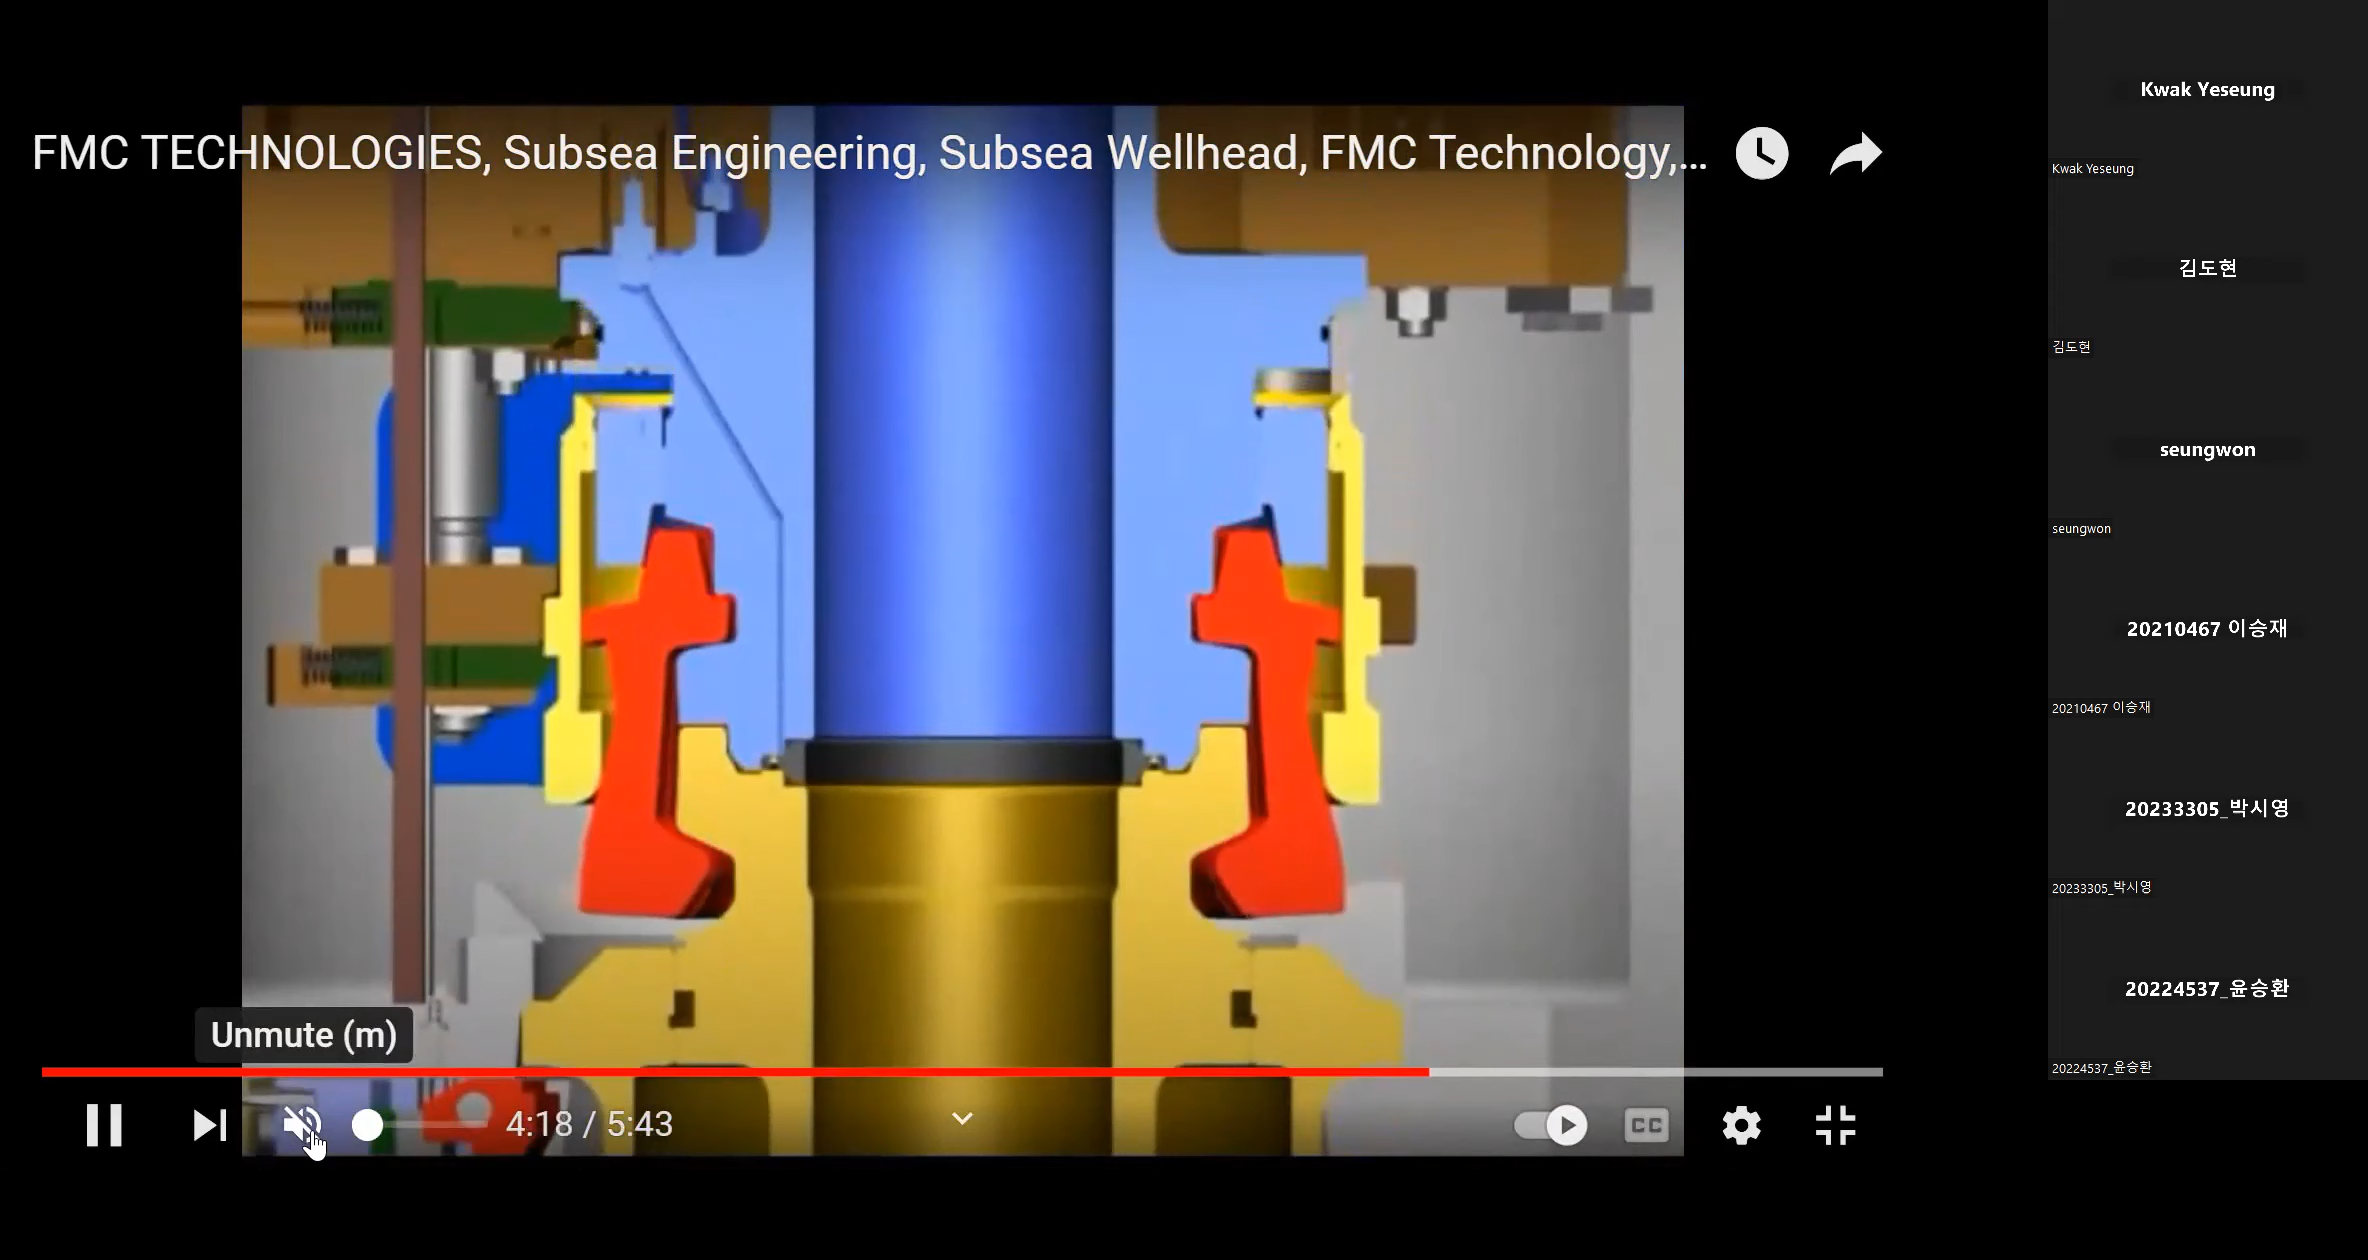 FMC TECHNOLOGIES, Subsea Engineering, Subsea Wellhead, FMC Technology,...
Unmute (m)
4:18 / 5:43
CC
Kwak Yeseung
Kwak Yeseung
김도현
김도현
seungwon
seungwon
20210467 이승재
20210467 이승재
20233305_박시영
20233305_박시영
20224537_윤승환
20224537_윤승환